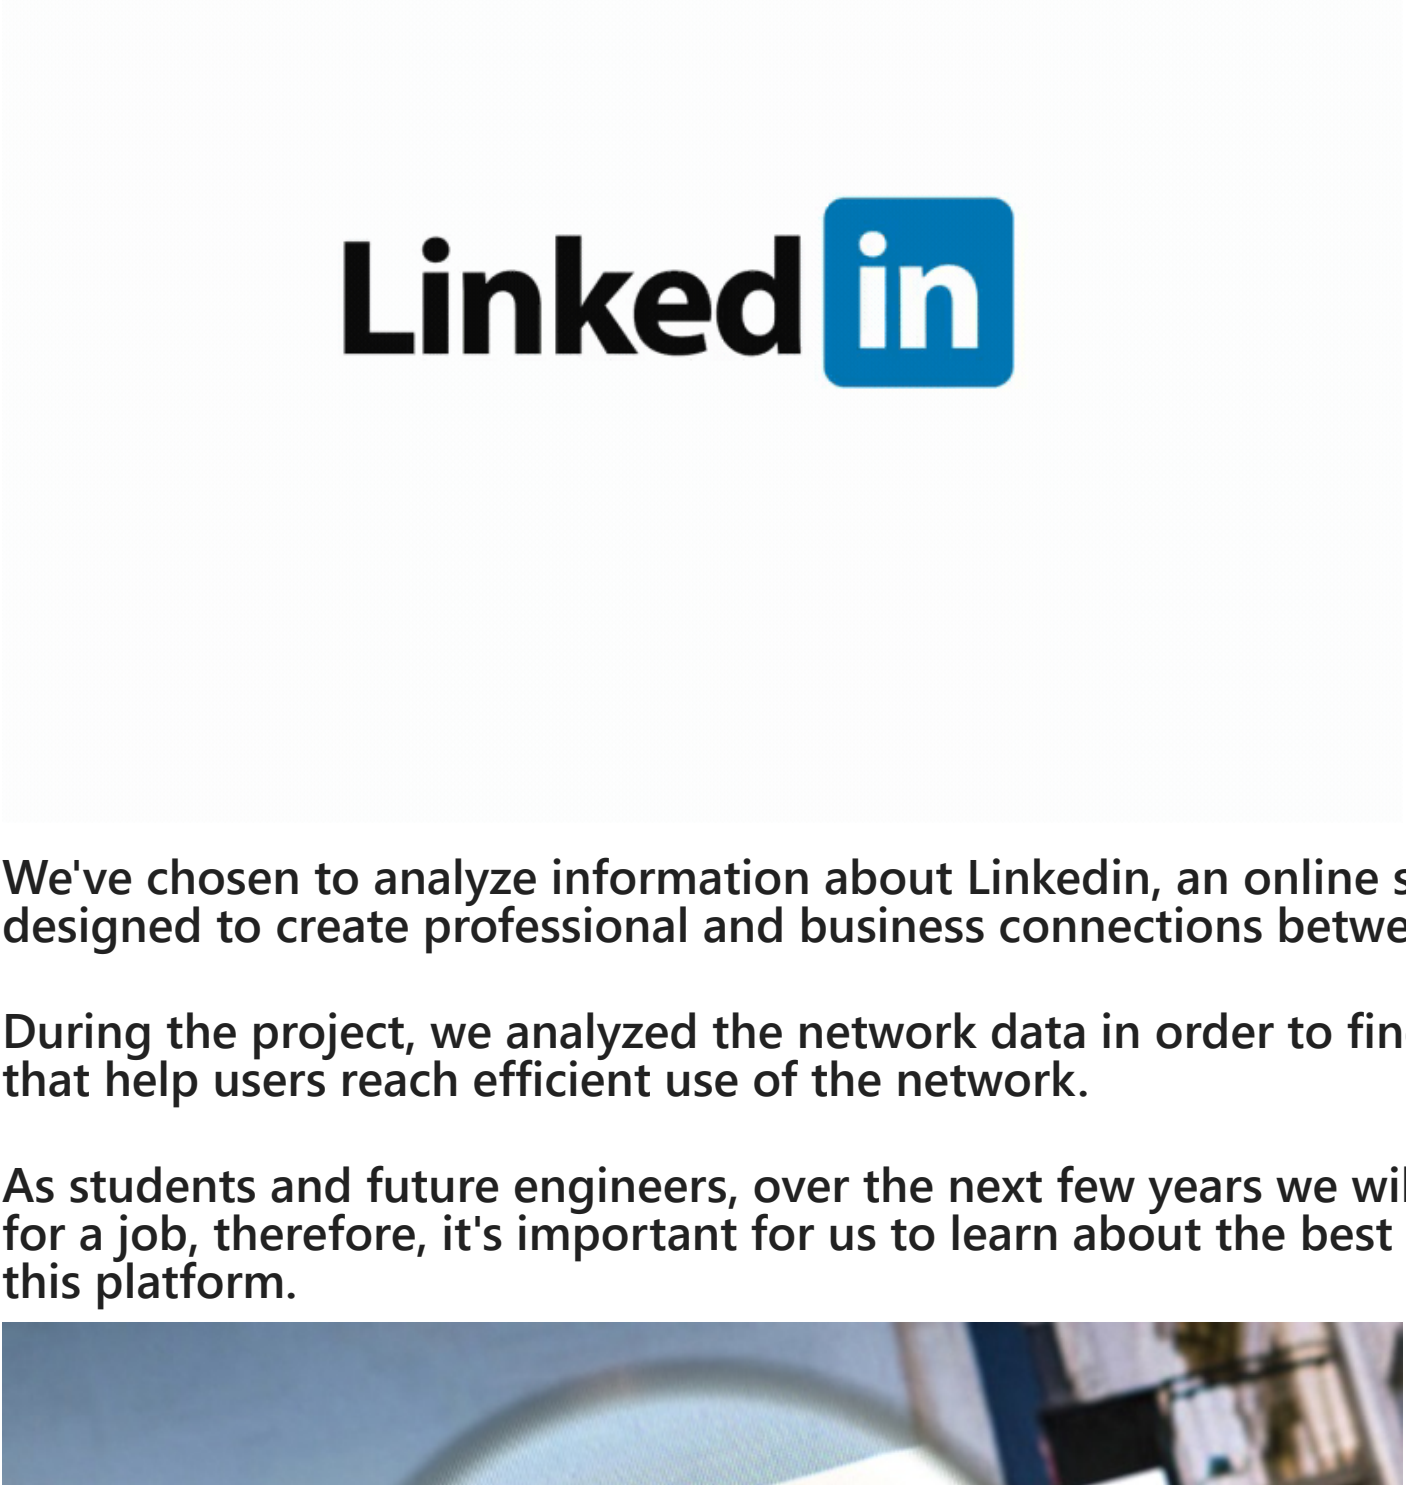 Linked in
We've chosen to analyze information about Linkedin, an online
designed to create professional and business connections
During the project, we analyzed the network data in order to
that help users reach efficient use of the network.
As students and future engineers, over the next few years we
for a job, therefore, it's important for us to learn about the best
this platform.